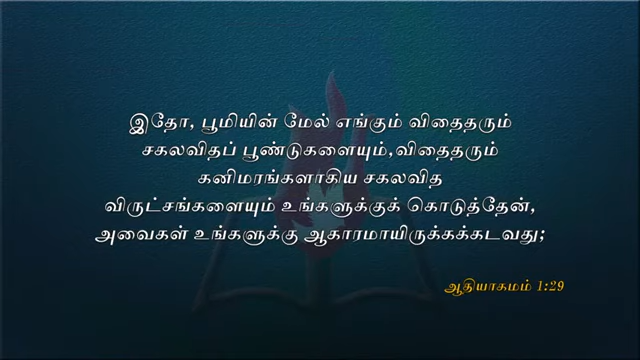 இதோ, பூமியின் மேல் எங்கும் விதைதரும்
சகலவிதப் பூண்டுகளையும்,விதைதரும்
கனிமரங்களாகிய சகலவித
விருட்சங்களையும் உங்களுக்குக் கொடுத்தேன்,
அவைகள் உங்களுக்கு ஆகாரமாயிருக்கக்கடவது;
ஆதியாகமம் 1:29